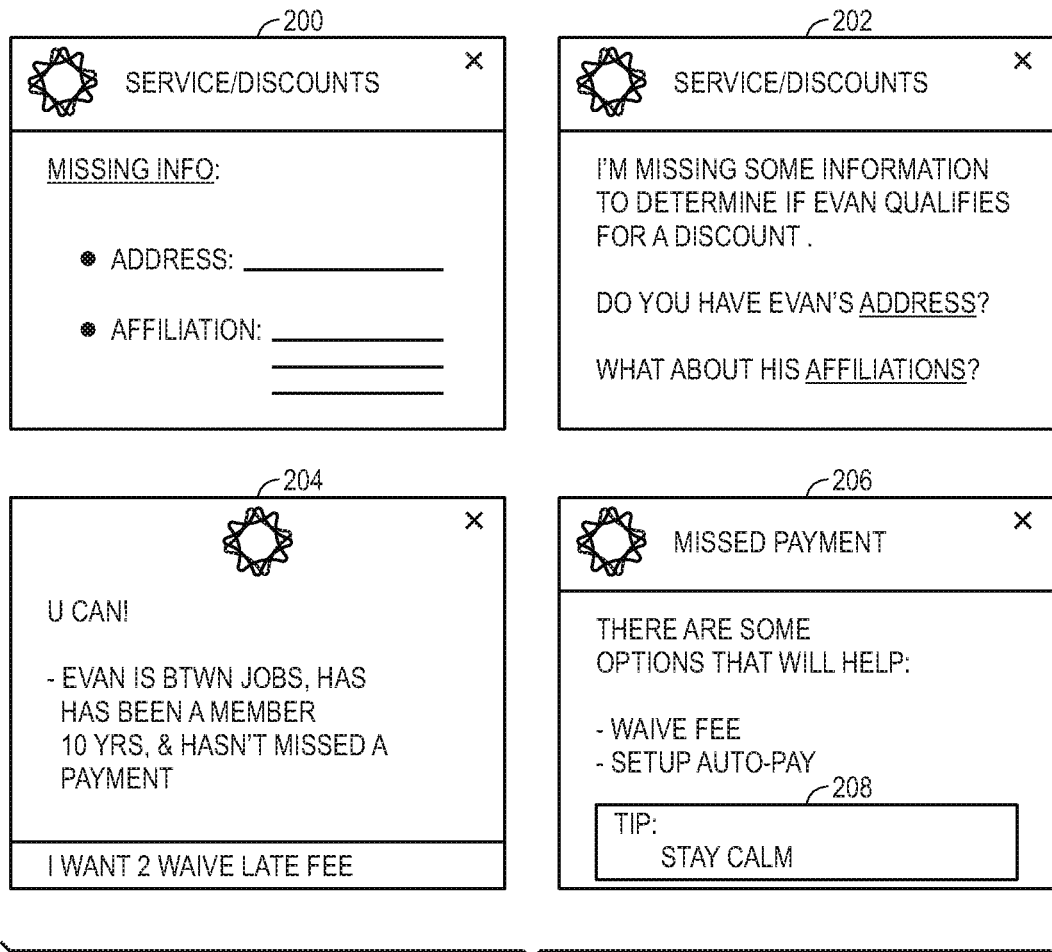 200
SERVICE/DISCOUNTS ×
MISSING INFO:
● ADDRESS:
● AFFILIATION:
202
SERVICE/DISCOUNTS ×
I'M MISSING SOME INFORMATION
TO DETERMINE IF EVAN QUALIFIES
FOR A DISCOUNT .
DO YOU HAVE EVAN'S ADDRESS?
WHAT ABOUT HIS AFFILIATIONS?
204
×
U CAN!
- EVAN IS BTWN JOBS, HAS
HAS BEEN A MEMBER
10 YRS, & HASN'T MISSED A
PAYMENT
I WANT 2 WAIVE LATE FEE
206
MISSED PAYMENT ×
THERE ARE SOME
OPTIONS THAT WILL HELP:
- WAIVE FEE
- SETUP AUTO-PAY
208
TIP:
STAY CALM